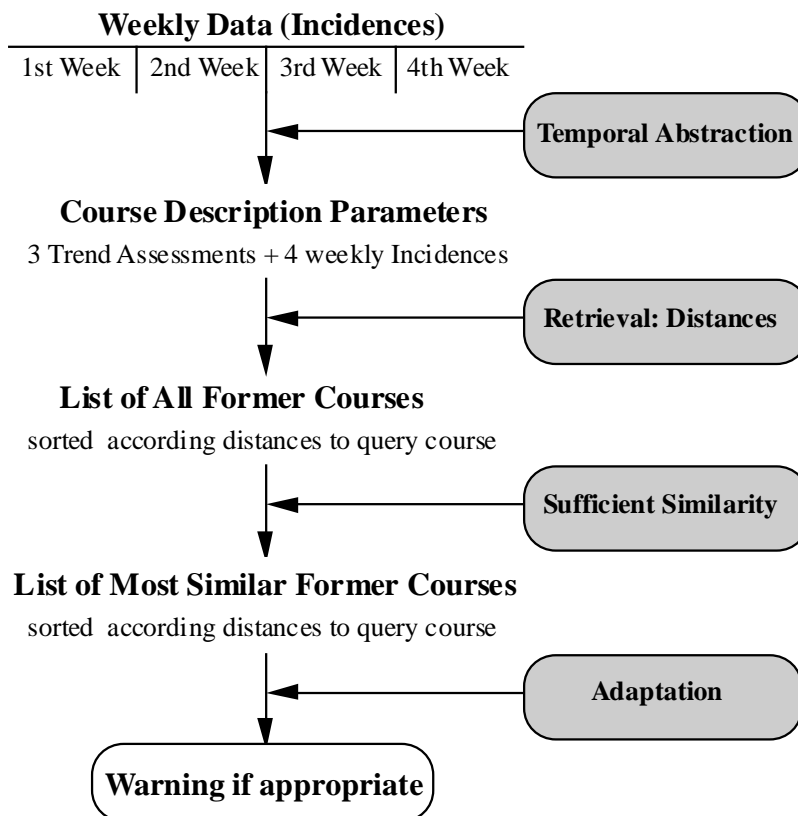 Weekly Data (Incidences)
1st Week 2nd Week 3rd Week 4th Week
Temporal Abstraction
Course Description Parameters
3 Trend Assessments + 4 weekly Incidences
Retrieval: Distances
List of All Former Courses
sorted according distances to query course
Sufficient Similarity
List of Most Similar Former Courses
sorted according distances to query course
Adaptation
Warning if appropriate